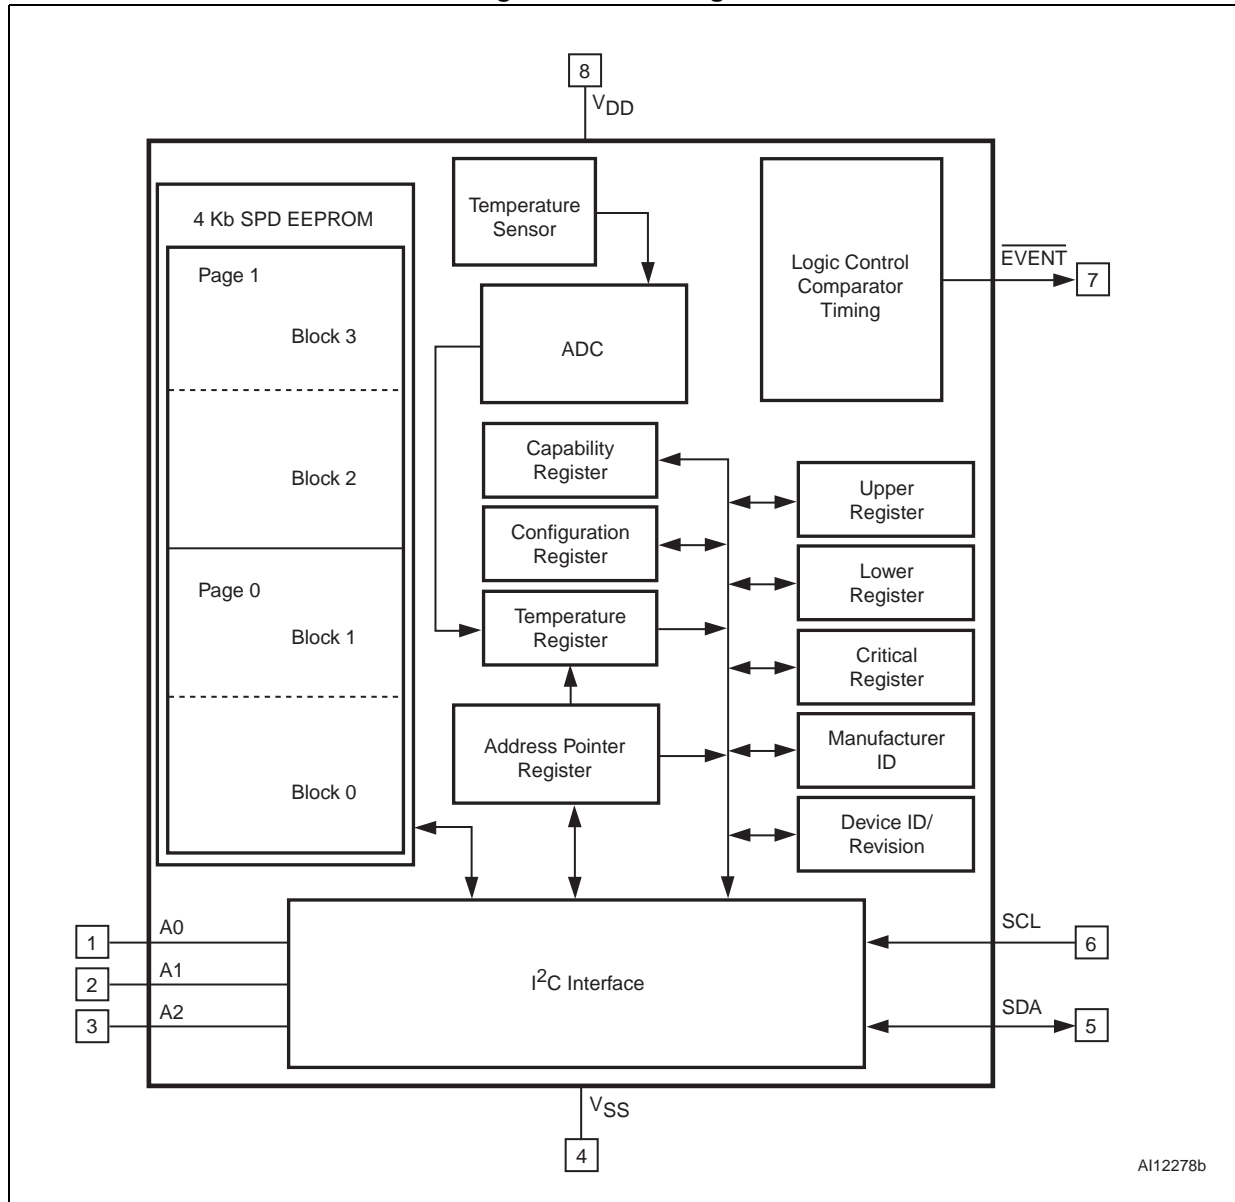 8
VDD
4 Kb SPD EEPROM
Page 1
Block 3
Block 2
Page 0
Block 1
Block 0
Temperature
Sensor
ADC
Logic Control
Comparator
Timing
EVENT
7
Capability
Register
Configuration
Register
Temperature
Register
Address Pointer
Register
Upper
Register
Lower
Register
Critical
Register
Manufacturer
ID
Device ID/
Revision
1
A0
2
A1
3
A2
I2C Interface
SCL
6
SDA
5
VSS
4
AI12278b